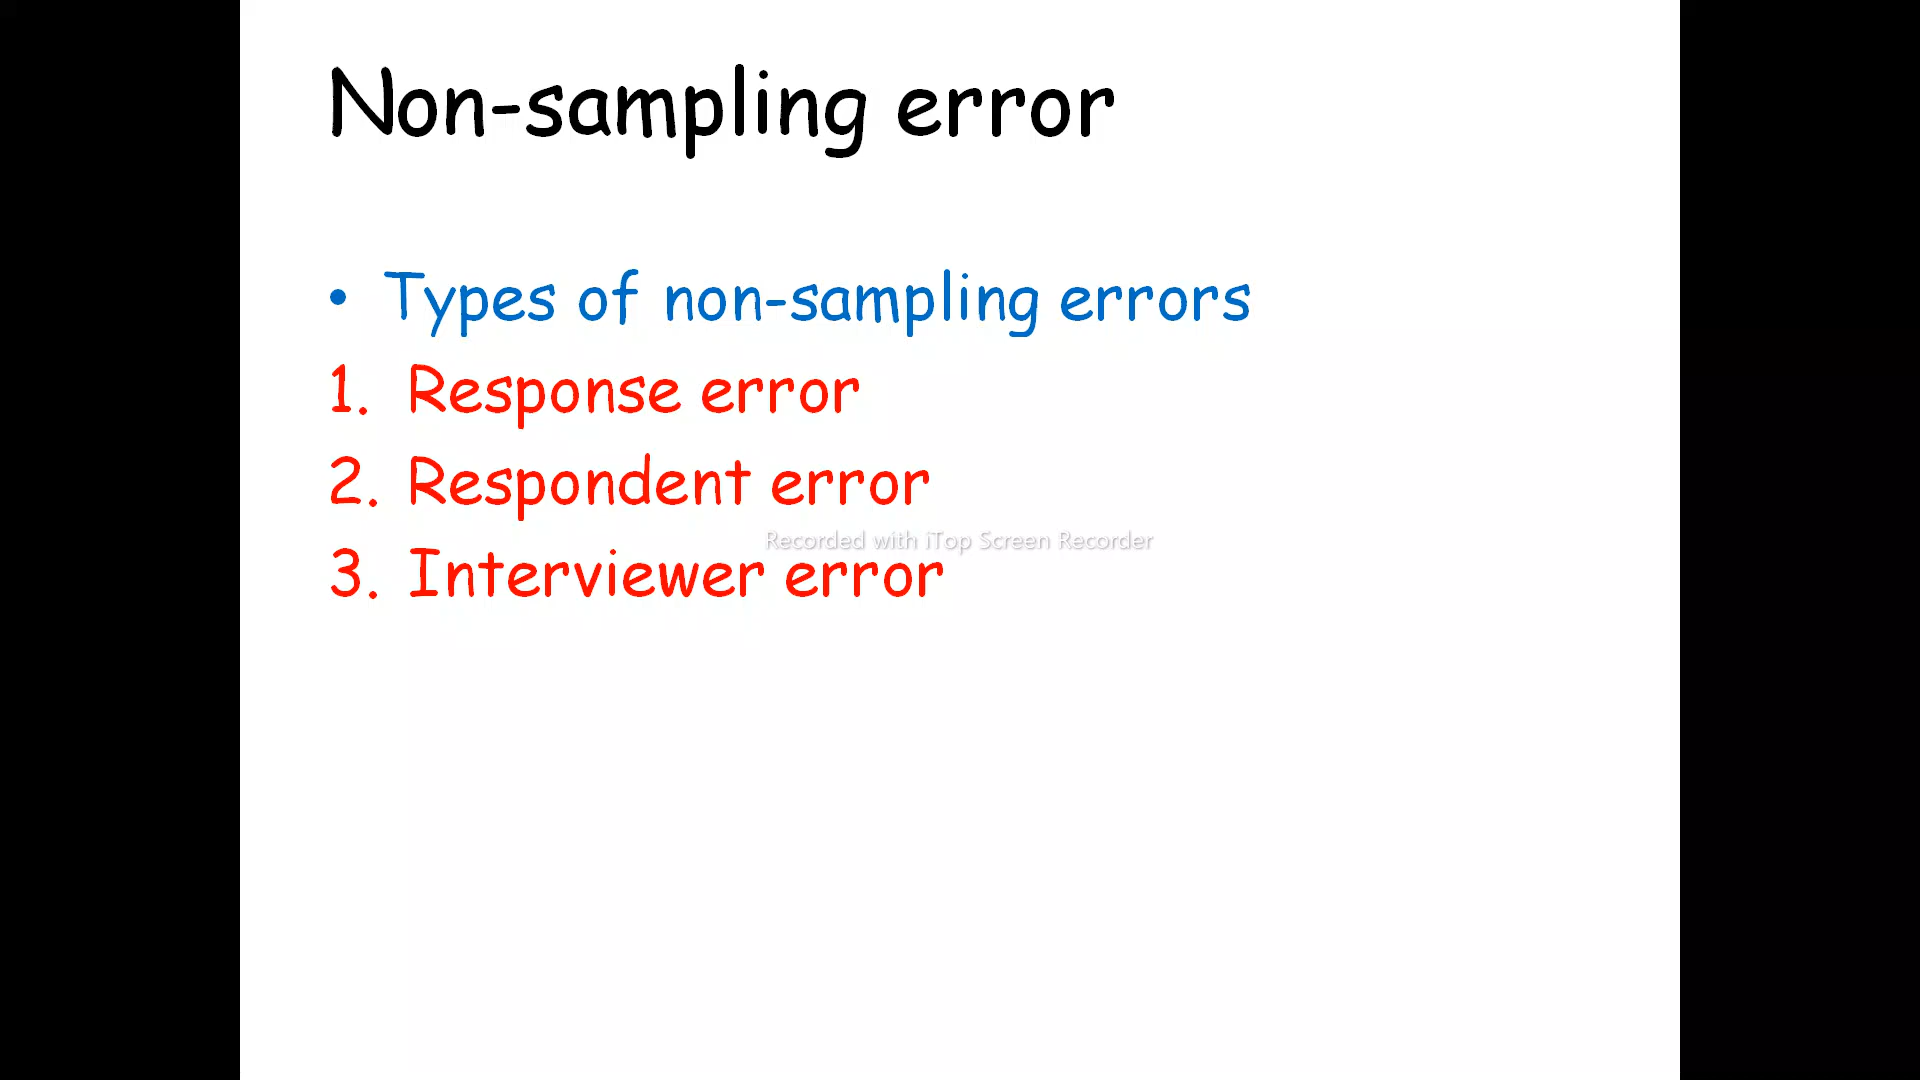 Non-sampling error
• Types of non-sampling errors
1. Response error
2. Respondent error
Recorded with iTop Screen Recorder
3. Interviewer error